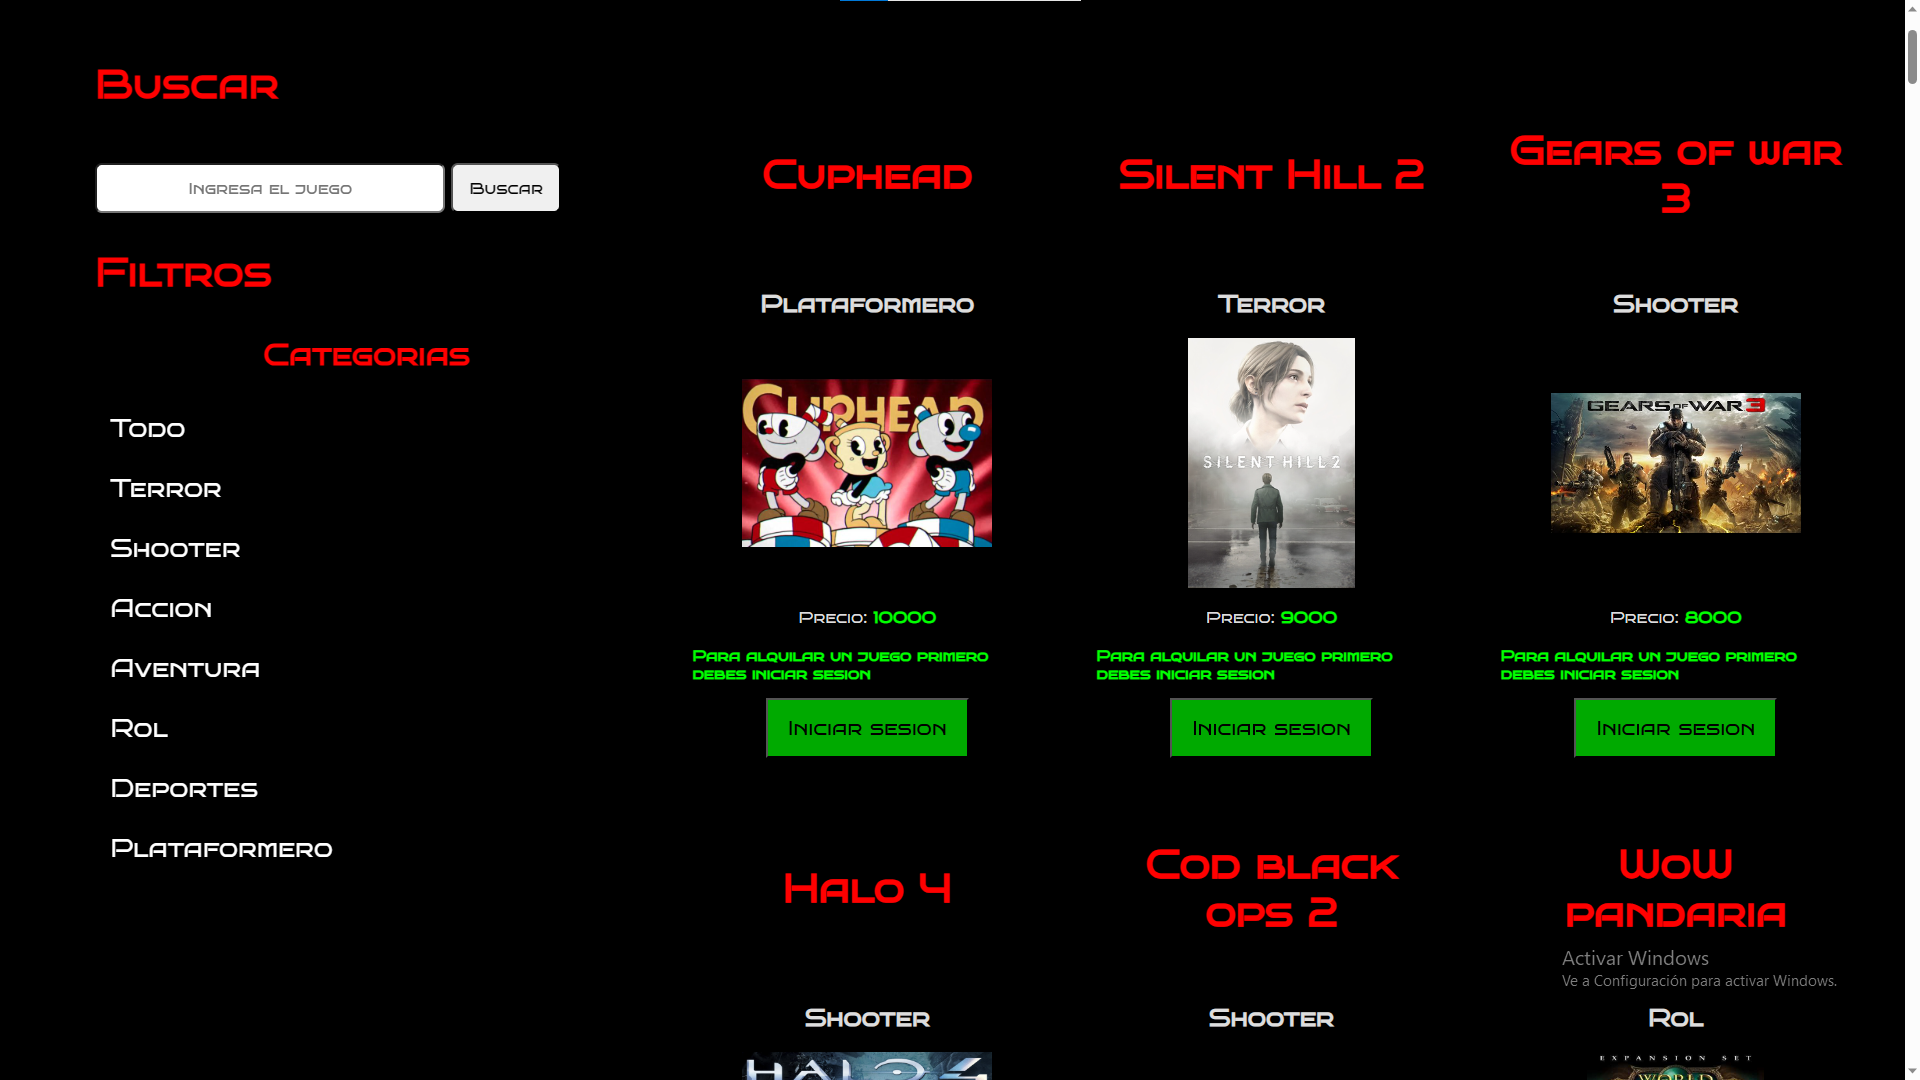 Buscar
Ingresa el juego
Buscar
Filtros
Categorias
Todo
Terror
Shooter
Accion
Aventura
Rol
Deportes
Plataformero
Cuphead
Plataformero
CUPHEAD
Precio: 10000
Para alquilar un juego primero
debes iniciar sesion
Iniciar sesion
Silent Hill 2
Terror
SILENT HILL 2
Precio: 9000
Para alquilar un juego primero
debes iniciar sesion
Iniciar sesion
Gears of war
3
Shooter
GEARS OF WAR 3
Precio: 8000
Para alquilar un juego primero
debes iniciar sesion
Iniciar sesion
Halo 4
Shooter
HALO 4
Cod black
ops 2
Shooter
WoW
pandaria
Rol
EXPANSION SET
WORLD
Activar Windows
Ve a Configuración para activar Windows.